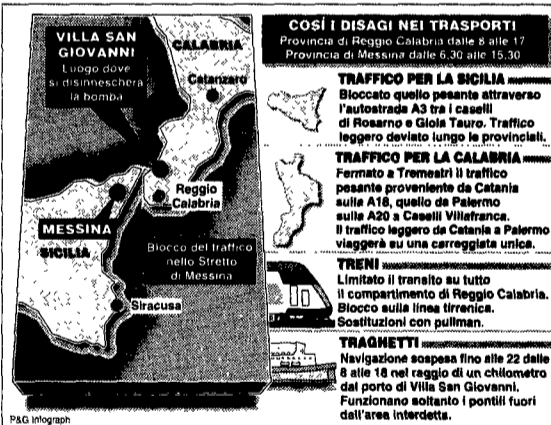 VILLA SAN
GIOVANNI
Luogo dove
si disinnescherà
la bomba
CALABRIA
Catanzaro
Reggio
Calabria
MESSINA
SICILIA
Blocco del traffico
nello Stretto
di Messina
Siracusa
P&G Infograph
COSÍ I DISAGI NEI TRASPORTI
Provincia di Reggio Calabria dalle 8 alle 17
Provincia di Messina dalle 6,30 alle 15,30
TRAFFICO PER LA SICILIA
Bloccato quello pesante attraverso
l'autostrada A3 tra i caselli
di Rosarno e Gioia Tauro. Traffico
leggero deviato lungo le provinciali.
TRAFFICO PER LA CALABRIA
Fermato a Tremestri il traffico
pesante proveniente da Catania
sulla A18, quello da Palermo
sulla A20 a Caselli Villafranca.
Il traffico leggero da Catania a Palermo
viaggerà su una carreggiata unica.
TRENI
Limitato il transito su tutto
il compartimento di Reggio Calabria.
Blocco sulla linea tirrenica.
Sostituzioni con pullman.
TRAGHETTI
Navigazione sospesa fino alle 22 dalle
8 alle 18 nel raggio di un chilometro
dal porto di Villa San Giovanni.
Funzionano soltanto i pontili fuori
dall'area interdetta.